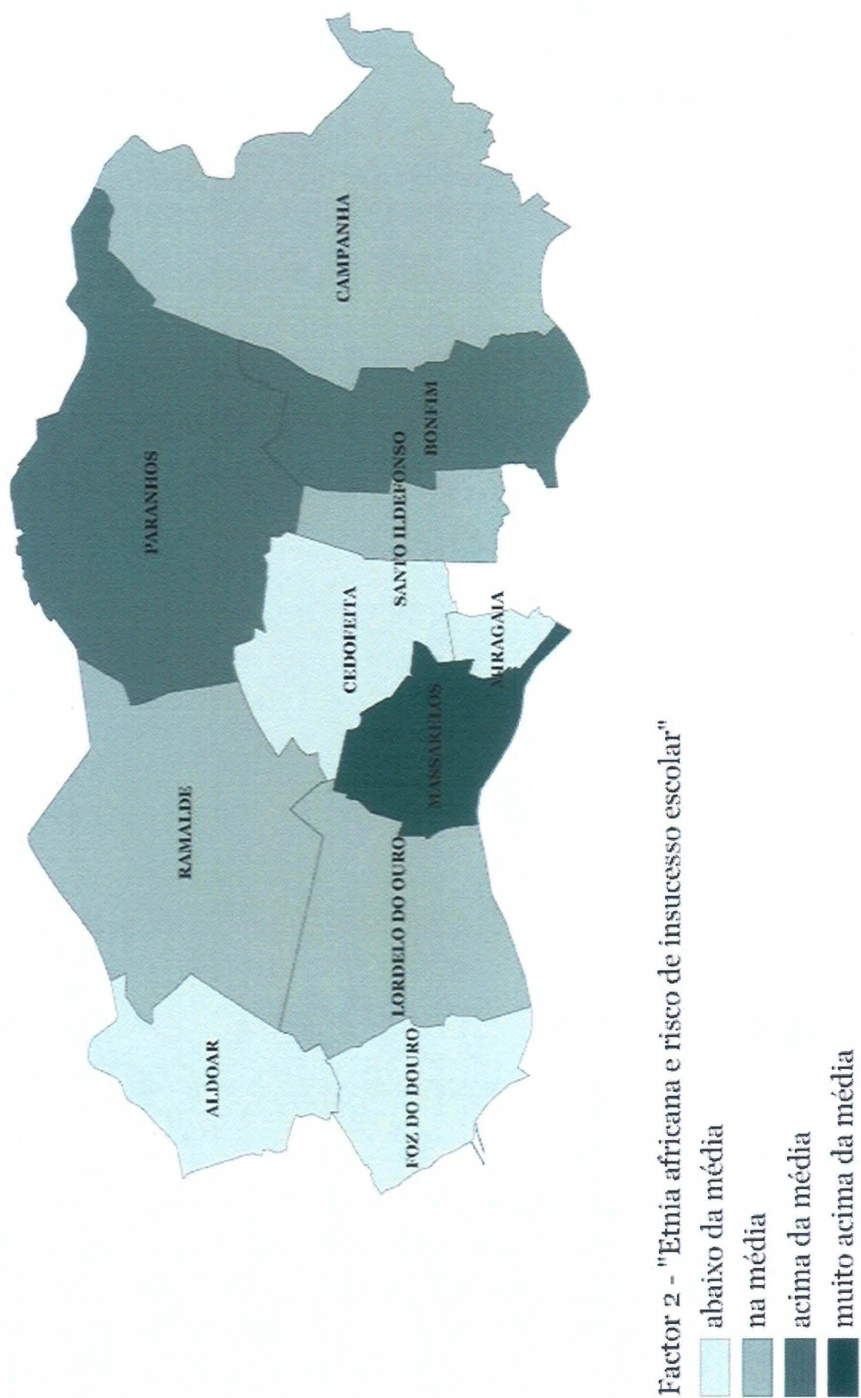 PARANHOS
CAMPANHA
RAMALDE
ALDOAR
CEDOFEITA
BONFIM
SANTO ILDEFONSO
MASSARELOS
LORDELO DO OURO
FOZ DO DOURO
MIRAGAIA
Factor 2 - "Etnia africana e risco de insucesso escolar"
abaixo da média
na média
acima da média
muito acima da média